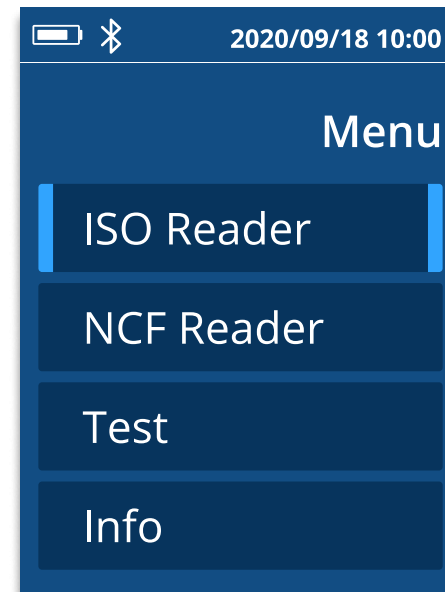 2020/09/18 10:00
Menu
ISO Reader
NCF Reader
Test
Info